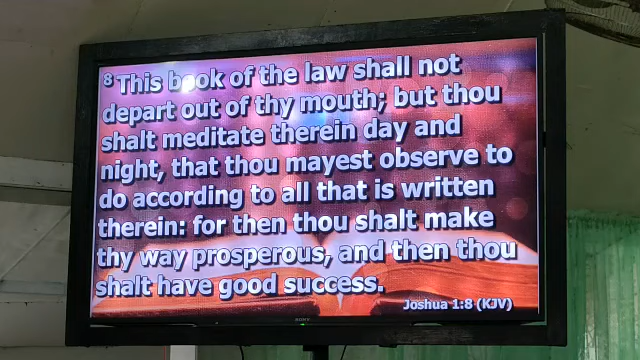 8 This book of the law shall not
depart out of thy mouth; but thou
shalt meditate therein day and
night, that thou mayest observe to
do according to all that is written
therein: for then thou shalt make
thy way prosperous, and then thou
shalt have good success.
Joshua 1:8 (KJV)
SONY